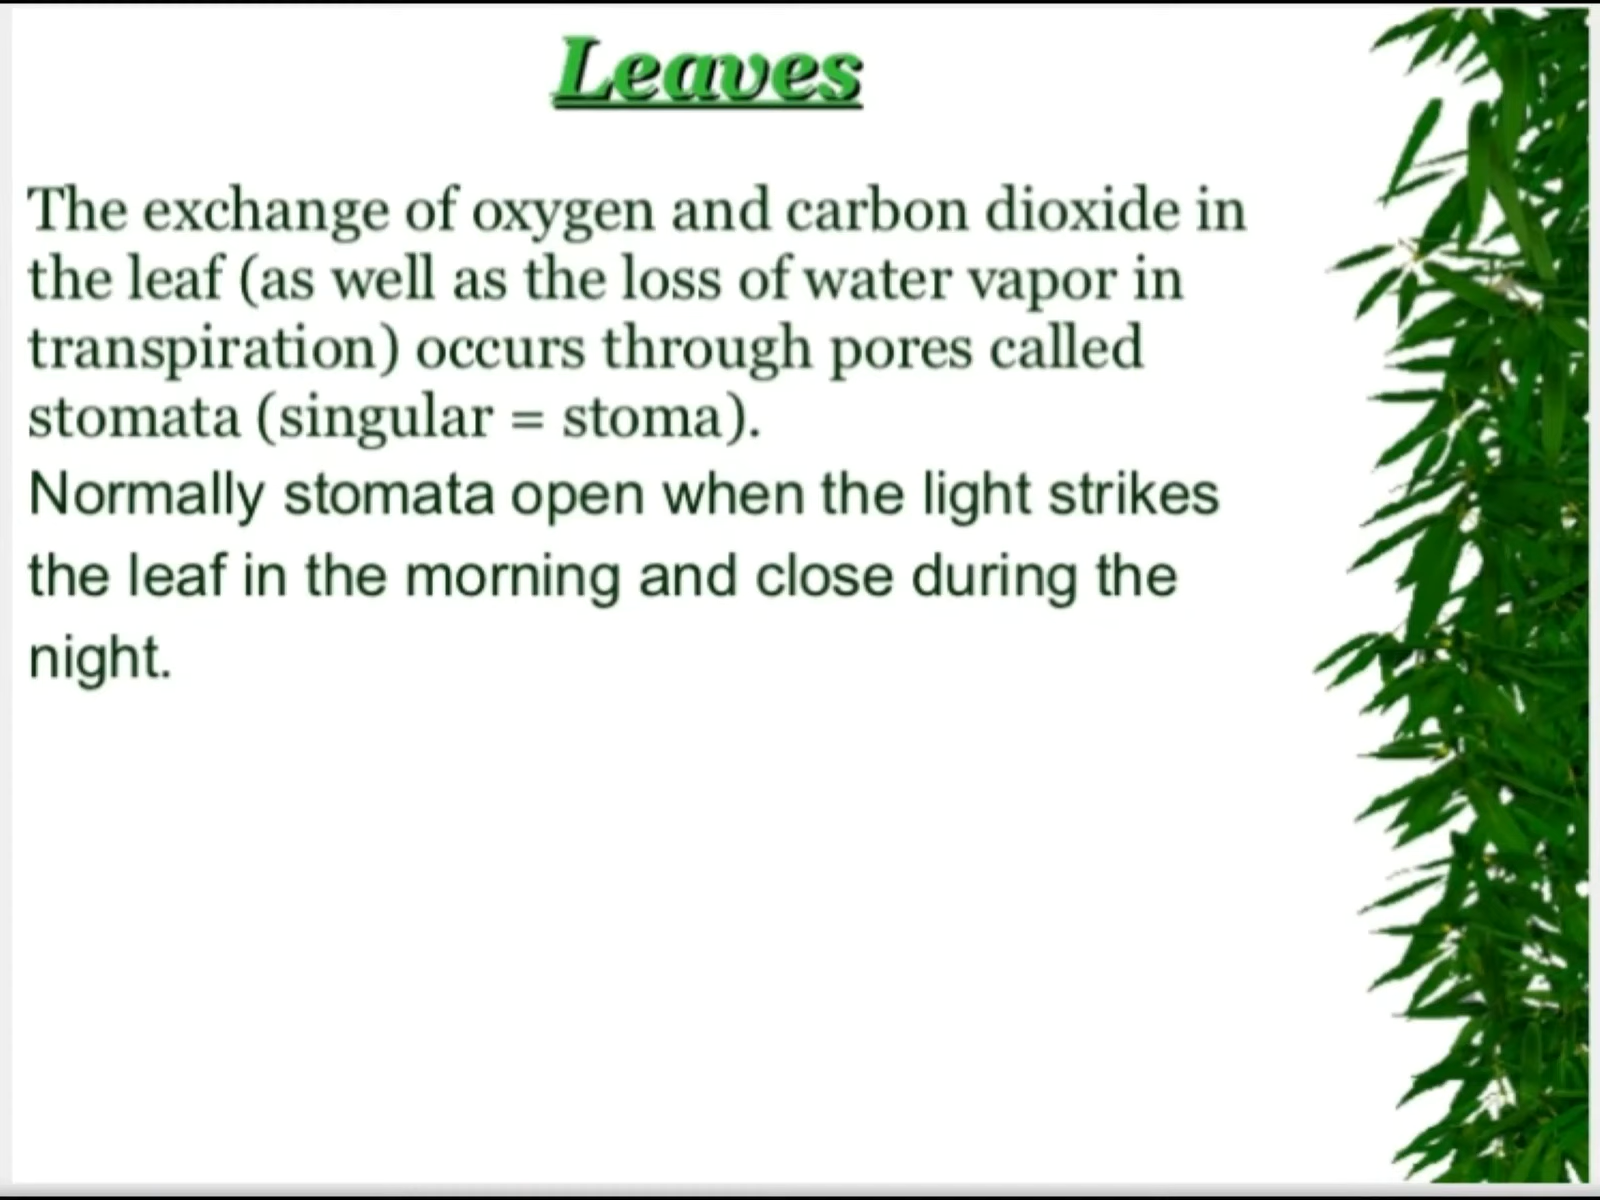 Leaves
The exchange of oxygen and carbon dioxide in
the leaf (as well as the loss of water vapor in
transpiration) occurs through pores called
stomata (singular = stoma).
Normally stomata open when the light strikes
the leaf in the morning and close during the
night.